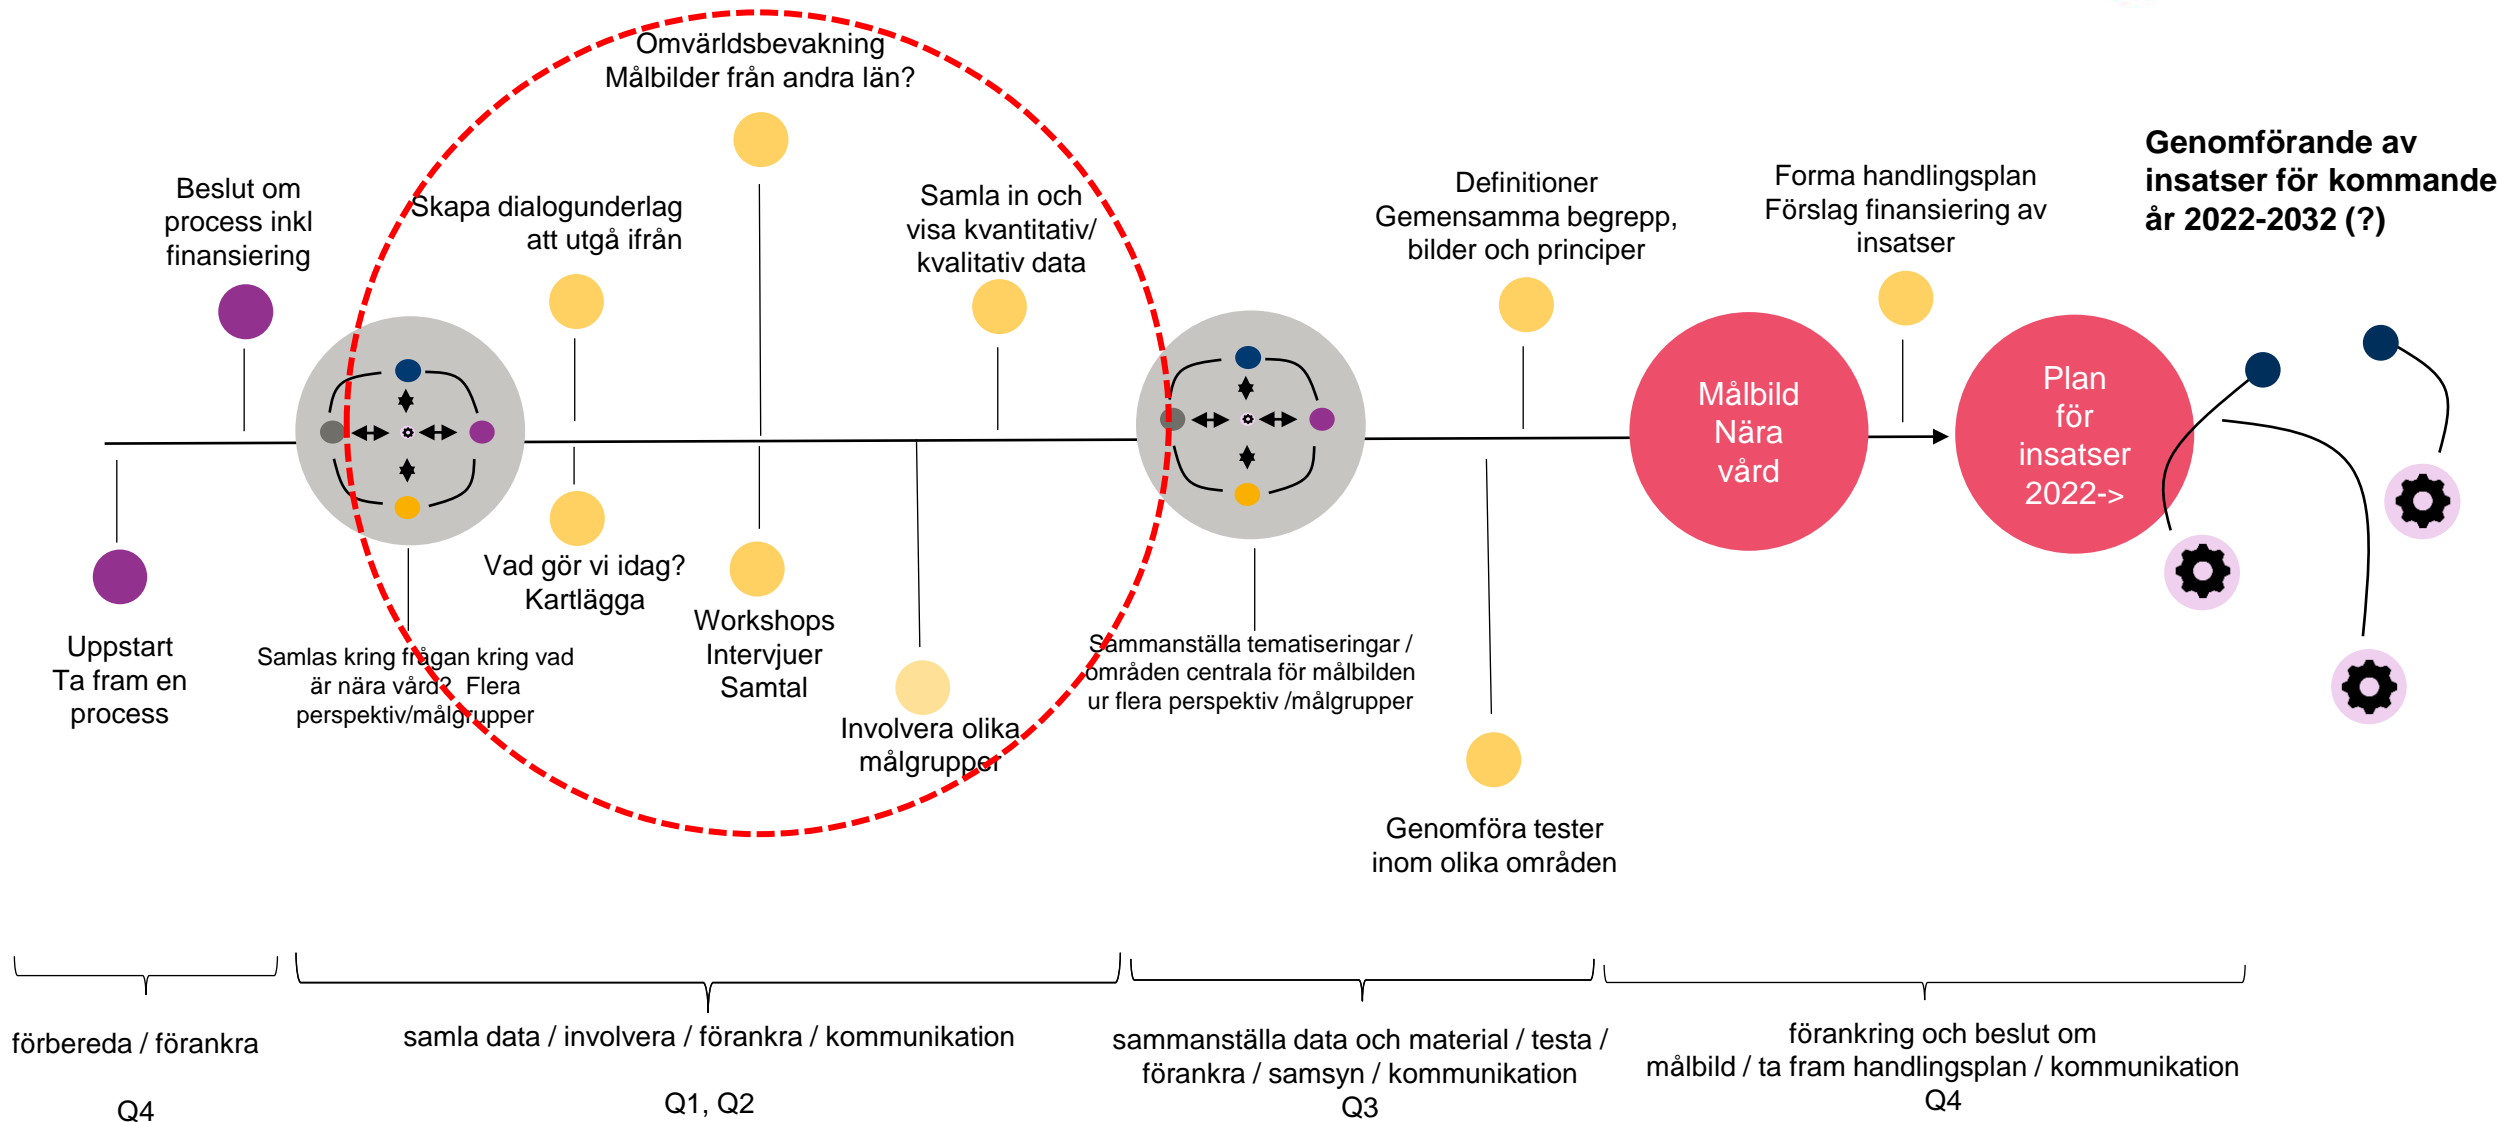 Omvärldsbevakning
Målbilder från andra län?
Beslut om
process inkl
finansiering
Skapa dialogunderlag
att utgå ifrån
Samla in och
visa kvantitativ/
kvalitativ data
Definitioner
Gemensamma begrepp,
bilder och principer
Forma handlingsplan
Förslag finansiering av
insatser
Genomförande av
insatser för kommande
år 2022-2032 (?)
Målbild
Nära
vård
Plan
för
insatser
2022->
Uppstart
Ta fram en
process
Samlas kring frågan kring vad
är nära vård? Flera
perspektiv/målgrupper
Vad gör vi idag?
Kartlägga
Workshops
Intervjuer
Samtal
Involvera olika
målgrupper
Sammanställa tematiseringar /
områden centrala för målbilden
ur flera perspektiv /målgrupper
Genomföra tester
inom olika områden
förbereda / förankra
Q4
samla data / involvera / förankra / kommunikation
Q1, Q2
sammanställa data och material / testa /
förankra / samsyn / kommunikation
Q3
förankring och beslut om
målbild / ta fram handlingsplan / kommunikation
Q4